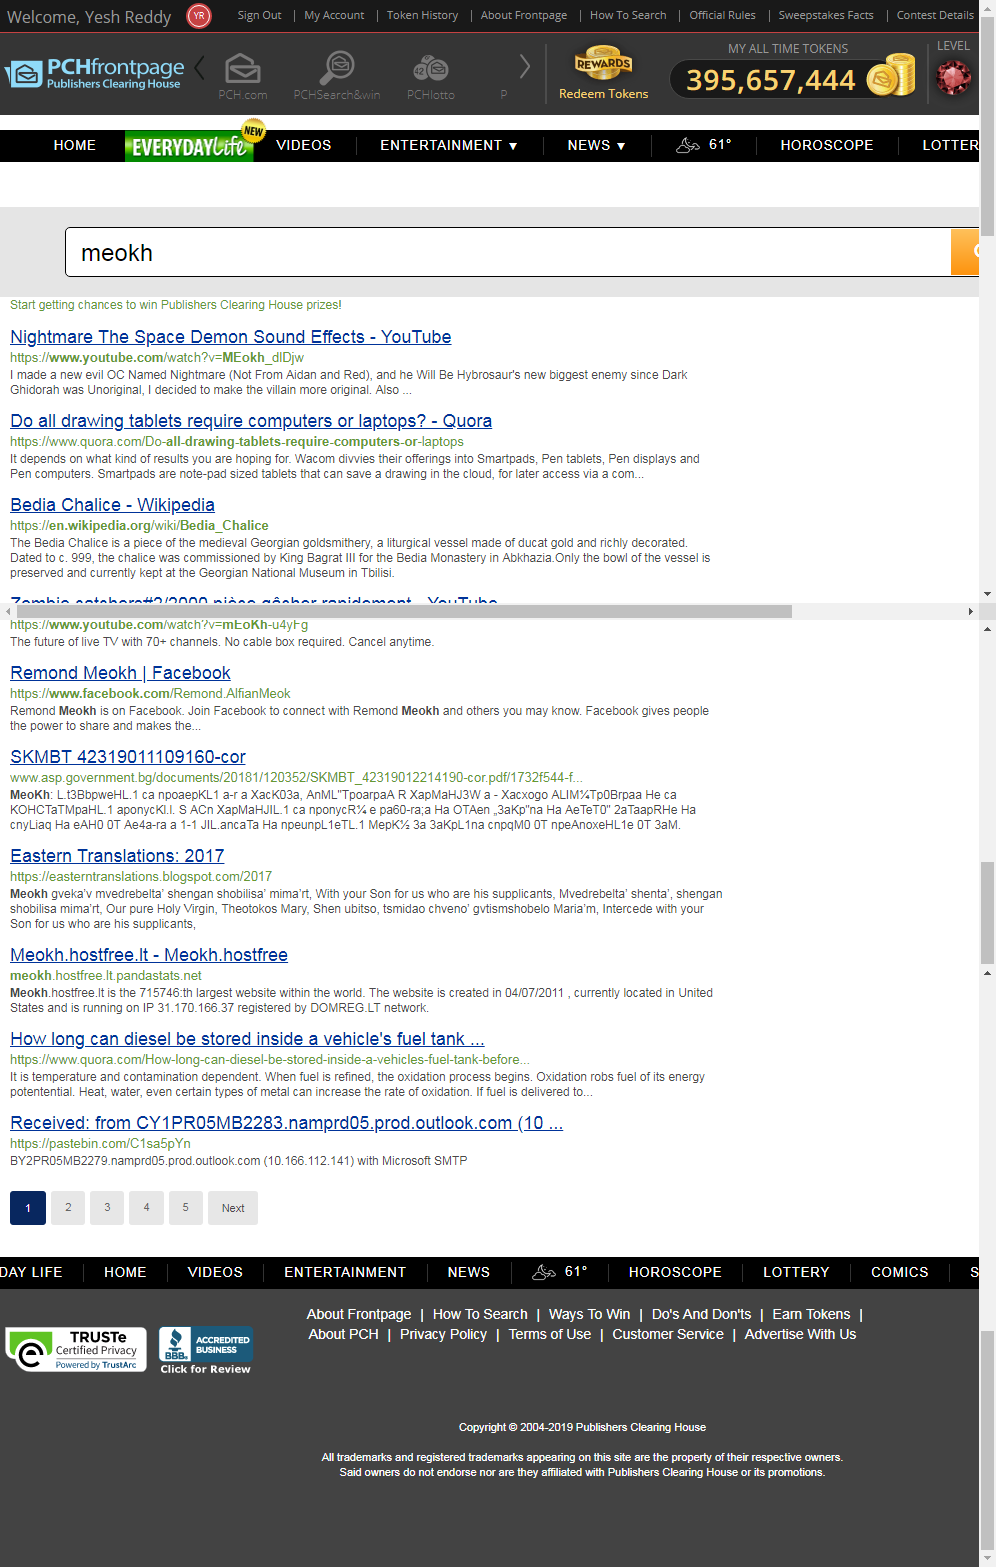 Welcome, Yesh Reddy YR Sign Out | My Account | Token History | About Frontpage | How To Search | Official Rules | Sweepstakes Facts | Contest Details
PCHfrontpage
Publishers Clearing House
PCH.com PCHSearch&win 42 PCHlotto P
REWARDS
Redeem Tokens
MY ALL TIME TOKENS
395,657,444
LEVEL
HOME EVERYDAY Life NEW VIDEOS ENTERTAINMENT ▼ NEWS ▼ 61° HOROSCOPE LOTTER
meokh
Start getting chances to win Publishers Clearing House prizes!
Nightmare The Space Demon Sound Effects - YouTube
https://www.youtube.com/watch?v=MEokh_dlDjw
I made a new evil OC Named Nightmare (Not From Aidan and Red), and he Will Be Hybrosaur's new biggest enemy since Dark
Ghidorah was Unoriginal, I decided to make the villain more original. Also ...
Do all drawing tablets require computers or laptops? - Quora
https://www.quora.com/Do-all-drawing-tablets-require-computers-or-laptops
It depends on what kind of results you are hoping for. Wacom divvies their offerings into Smartpads, Pen tablets, Pen displays and
Pen computers. Smartpads are note-pad sized tablets that can save a drawing in the cloud, for later access via a com...
Bedia Chalice - Wikipedia
https://en.wikipedia.org/wiki/Bedia_Chalice
The Bedia Chalice is a piece of the medieval Georgian goldsmithery, a liturgical vessel made of ducat gold and richly decorated.
Dated to c. 999, the chalice was commissioned by King Bagrat III for the Bedia Monastery in Abkhazia.Only the bowl of the vessel is
preserved and currently kept at the Georgian National Museum in Tbilisi.
Zombie catchers#2/2000 pièce gâcher rapidement - YouTube
https://www.youtube.com/watch?v=mEoKh-u4yFg
The future of live TV with 70+ channels. No cable box required. Cancel anytime.
Remond Meokh | Facebook
https://www.facebook.com/Remond.AlfianMeok
Remond Meokh is on Facebook. Join Facebook to connect with Remond Meokh and others you may know. Facebook gives people
the power to share and makes the...
SKMBT 42319011109160-cor
www.asp.government.bg/documents/20181/120352/SKMBT_42319012214190-cor.pdf/1732f544-f...
MeoKh: L.t3BbpweHL.1 ca npoaepKL1 a-r a XacK03a, AnML"TpoarpaA R XapMaHJ3W a - Xacxogo ALIM¼Tp0Brpaa He ca
KOHCTaTMpaHL.1 aponycKl.l. S ACn XapMaHJIL.1 ca nponycR¼ e pa60-ra;a Ha OTAen „3aKp"na Ha AeTeT0" 2aTaapRHe Ha
cnyLiaq Ha eAH0 0T Ae4a-ra a 1-1 JIL.ancaTa Ha npeunpL1eTL.1 MepK½ 3a 3aKpL1na cnpqM0 0T npeAnoxeHL1e 0T 3aM.
Eastern Translations: 2017
https://easterntranslations.blogspot.com/2017
Meokh gveka'v mvedrebelta' shengan shobilisa' mima'rt, With your Son for us who are his supplicants, Mvedrebelta' shenta', shengan
shobilisa mima'rt, Our pure Holy Virgin, Theotokos Mary, Shen ubitso, tsmidao chveno' gvtismshobelo Maria'm, Intercede with your
Son for us who are his supplicants,
Meokh.hostfree.lt - Meokh.hostfree
meokh.hostfree.lt.pandastats.net
Meokh.hostfree.lt is the 715746:th largest website within the world. The website is created in 04/07/2011 , currently located in United
States and is running on IP 31.170.166.37 registered by DOMREG.LT network.
How long can diesel be stored inside a vehicle's fuel tank ...
https://www.quora.com/How-long-can-diesel-be-stored-inside-a-vehicles-fuel-tank-before...
It is temperature and contamination dependent. When fuel is refined, the oxidation process begins. Oxidation robs fuel of its energy
potentential. Heat, water, even certain types of metal can increase the rate of oxidation. If fuel is delivered to...
Received: from CY1PR05MB2283.namprd05.prod.outlook.com (10 ...
https://pastebin.com/C1sa5pYn
BY2PR05MB2279.namprd05.prod.outlook.com (10.166.112.141) with Microsoft SMTP
1 2 3 4 5 Next
DAY LIFE HOME VIDEOS ENTERTAINMENT NEWS 61° HOROSCOPE LOTTERY COMICS S
About Frontpage | How To Search | Ways To Win | Do's And Don'ts | Earn Tokens |
About PCH | Privacy Policy | Terms of Use | Customer Service | Advertise With Us
TRUSTe
Certified Privacy
Powered by TrustArc
BBB. ACCREDITED
BUSINESS
Click for Review
Copyright © 2004-2019 Publishers Clearing House
All trademarks and registered trademarks appearing on this site are the property of their respective owners.
Said owners do not endorse nor are they affiliated with Publishers Clearing House or its promotions.